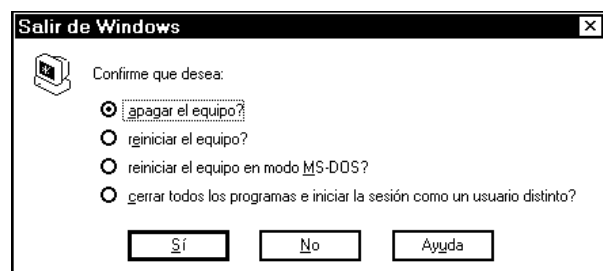 Salir de Windows
Confirme que desea:
apagar el equipo?
reiniciar el equipo?
reiniciar el equipo en modo MS-DOS?
cerrar todos los programas e iniciar la sesión como un usuario distinto?
Sí No Ayuda